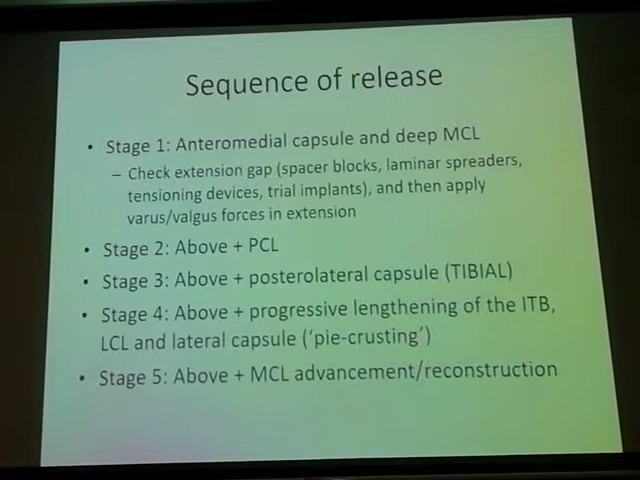 Sequence of release
• Stage 1: Anteromedial capsule and deep MCL
– Check extension gap (spacer blocks, laminar spreaders,
tensioning devices, trial implants), and then apply
varus/valgus forces in extension
• Stage 2: Above + PCL
• Stage 3: Above + posterolateral capsule (TIBIAL)
• Stage 4: Above + progressive lengthening of the ITB,
LCL and lateral capsule (‘pie-crusting’)
• Stage 5: Above + MCL advancement/reconstruction